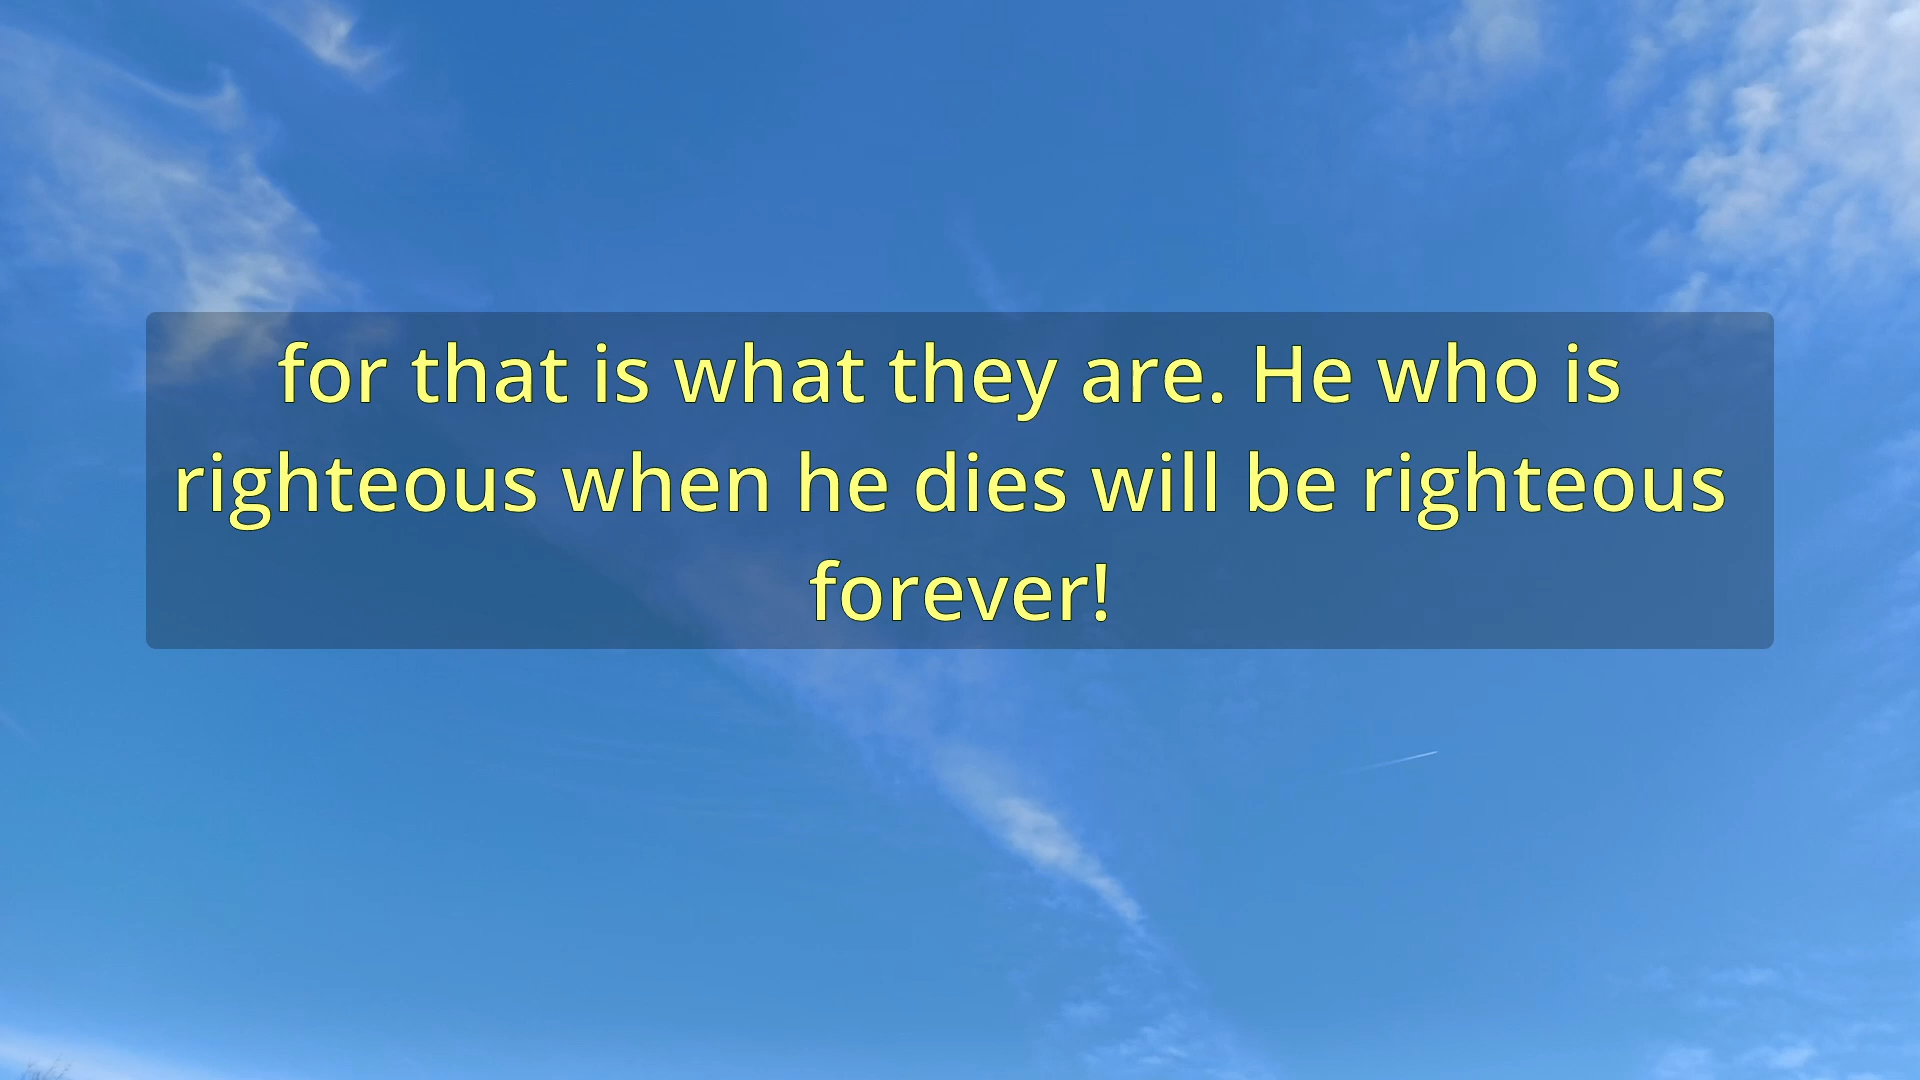 for that is what they are. He who is
righteous when he dies will be righteous
forever!